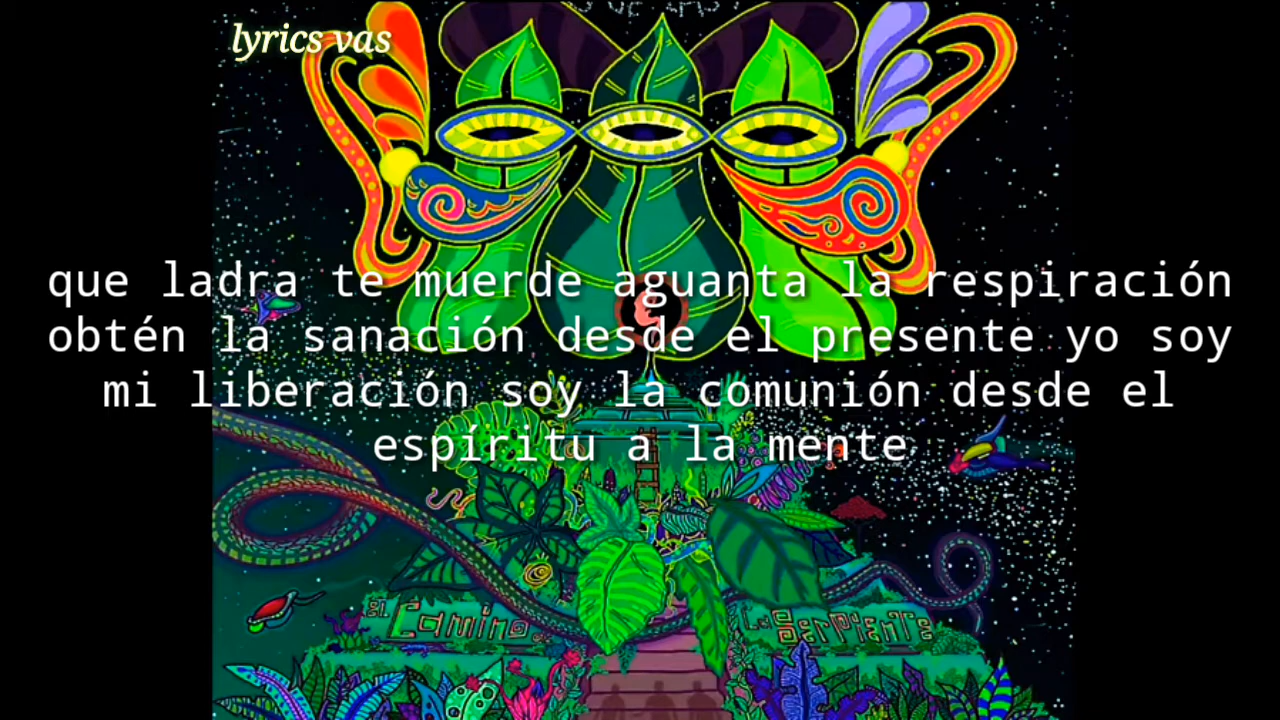 lyrics vas
que ladra te muerde aguanta la respiración
obtén la sanación desde el presente yo soy
mi liberación soy la comunión desde el
espíritu a la mente
El Camino de
La Serpiente